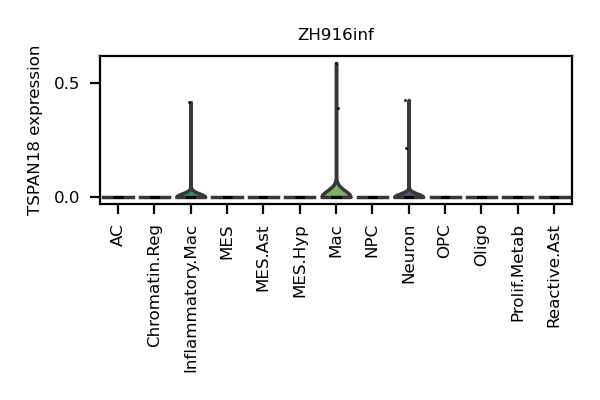 ZH916inf
TSPAN18 expression
0.5
0.0
AC
Chromatin.Reg
Inflammatory.Mac
MES
MES.Ast
MES.Hyp
Mac
NPC
Neuron
OPC
Oligo
Prolif.Metab
Reactive.Ast